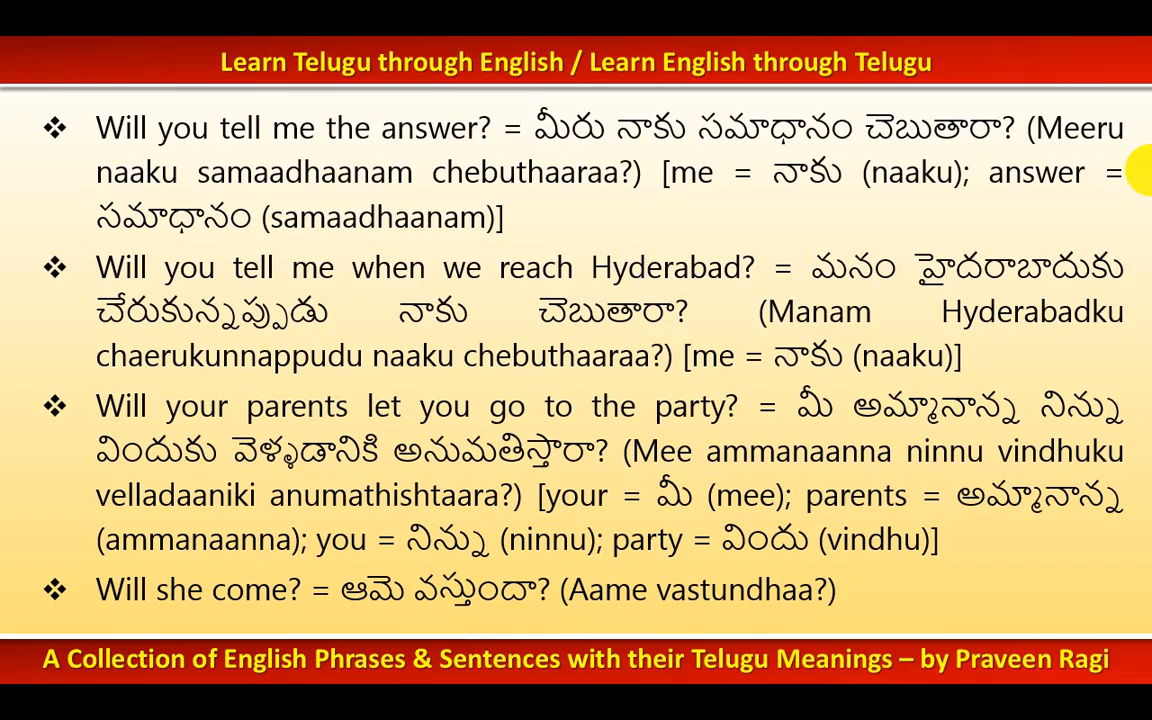 Learn Telugu through English / Learn English through Telugu
❖ Will you tell me the answer? = మీరు నాకు సమాధానం చెబుతారా? (Meeru
naaku samaadhaanam chebuthaaraa?) [me = నాకు (naaku); answer =
సమాధానం (samaadhaanam)]
❖ Will you tell me when we reach Hyderabad? = మనం హైదరాబాదుకు
చేరుకున్నప్పుడు నాకు చెబుతారా? (Manam Hyderabadku
chaerukunnappudu naaku chebuthaaraa?) [me = నాకు (naaku)]
❖ Will your parents let you go to the party? = మీ అమ్మానాన్న నిన్ను
విందుకు వెళ్ళడానికి అనుమతిస్తారా? (Mee ammanaanna ninnu vindhuku
velladaaniki anumathishtaara?) [your = మీ (mee); parents = అమ్మానాన్న
(ammanaanna); you = నిన్ను (ninnu); party = విందు (vindhu)]
❖ Will she come? = ఆమె వస్తుందా? (Aame vastundhaa?)
A Collection of English Phrases & Sentences with their Telugu Meanings – by Praveen Ragi